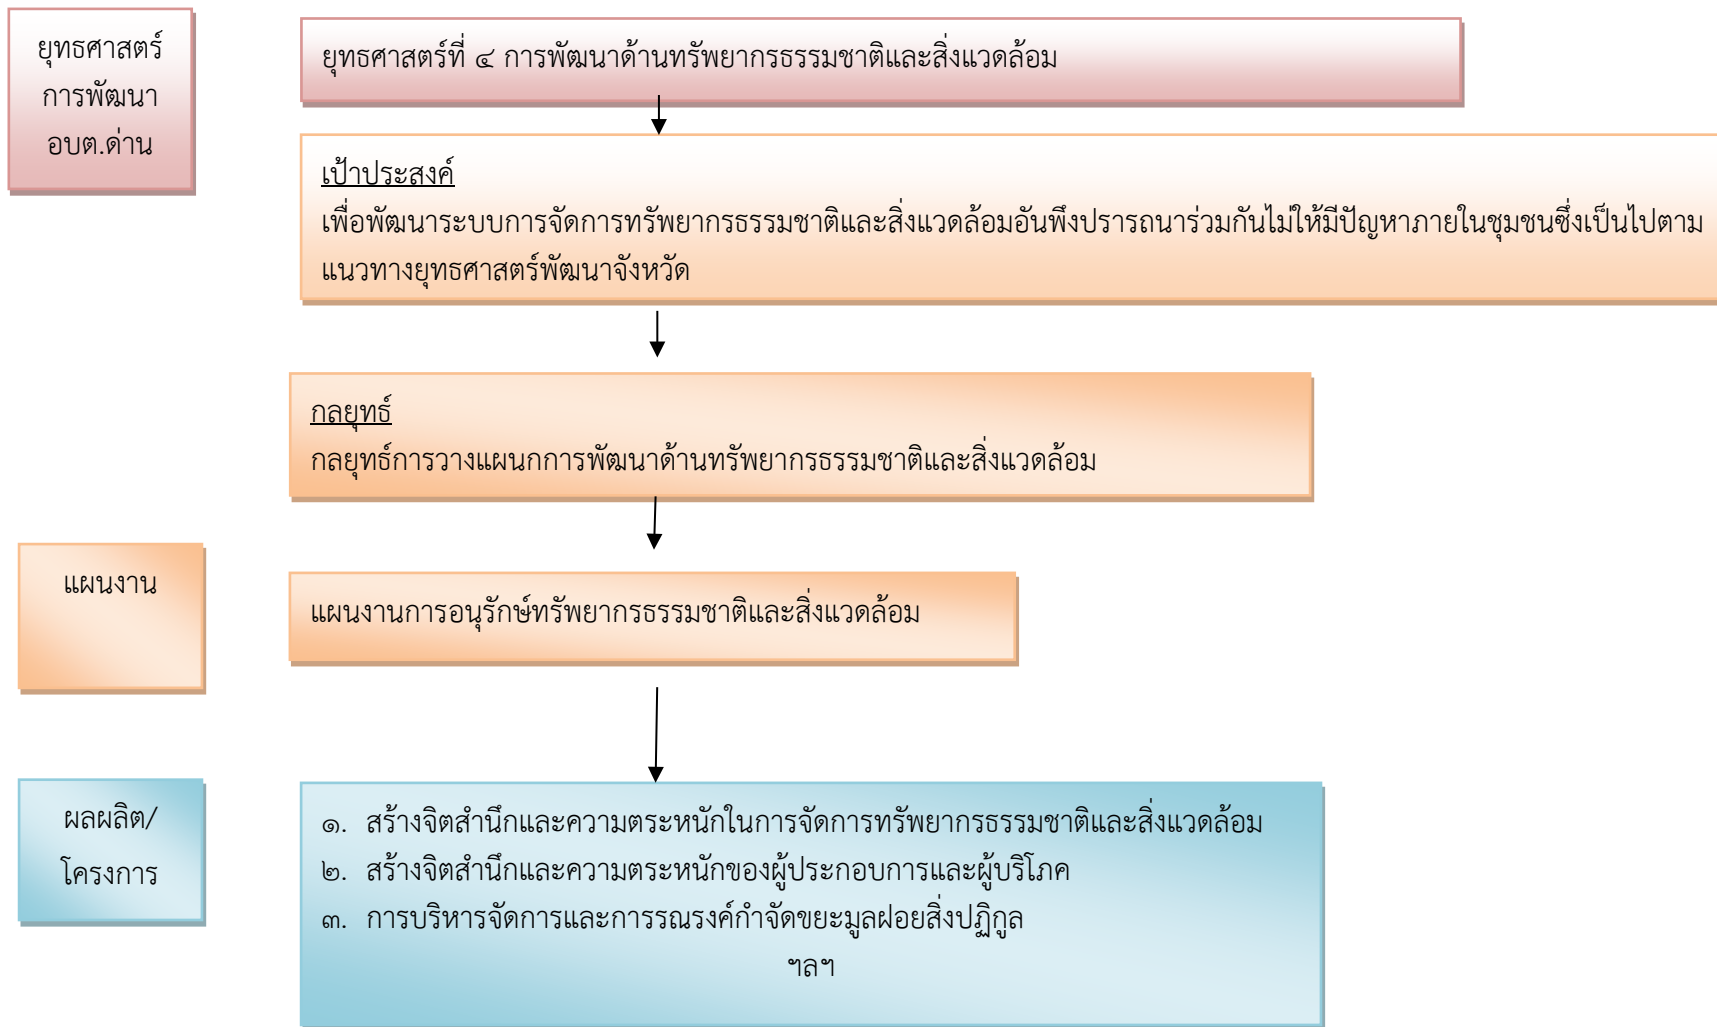 ยุทธศาสตร์
การพัฒนา
อบต.ด่าน
ยุทธศาสตร์ที่ ๔ การพัฒนาด้านทรัพยากรธรรมชาติและสิ่งแวดล้อม
เป้าประสงค์
เพื่อพัฒนาระบบการจัดการทรัพยากรธรรมชาติและสิ่งแวดล้อมอันพึงปรารถนาร่วมกันไม่ให้มีปัญหาภายในชุมชนซึ่งเป็นไปตาม
แนวทางยุทธศาสตร์พัฒนาจังหวัด
กลยุทธ์
กลยุทธ์การวางแผนกการพัฒนาด้านทรัพยากรธรรมชาติและสิ่งแวดล้อม
แผนงาน
แผนงานการอนุรักษ์ทรัพยากรธรรมชาติและสิ่งแวดล้อม
ผลผลิต/
โครงการ
๑. สร้างจิตสำนึกและความตระหนักในการจัดการทรัพยากรธรรมชาติและสิ่งแวดล้อม
๒. สร้างจิตสำนึกและความตระหนักของผู้ประกอบการและผู้บริโภค
๓. การบริหารจัดการและการรณรงค์กำจัดขยะมูลฝอยสิ่งปฏิกูล
ฯลฯ